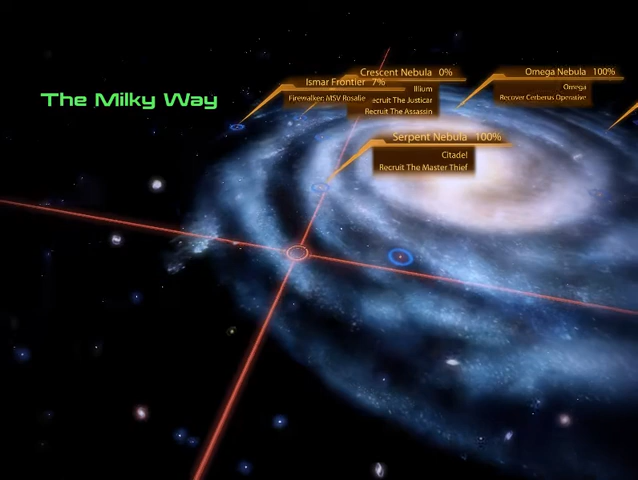 The Milky Way
Crescent Nebula 0%
Illium
ecruit The Justicar
Recruit The Assassin
Ismar Frontier 7%
Firewalker: MSV Rosalie
Omega Nebula 100%
Omega
Recover Cerberus Operative
Serpent Nebula 100%
Citadel
Recruit The Master Thief